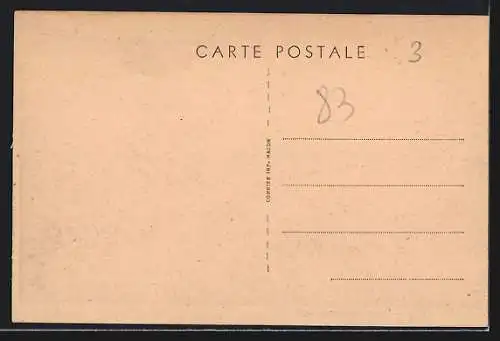 CARTE POSTALE
3
83
COMBIER IMP. MACON